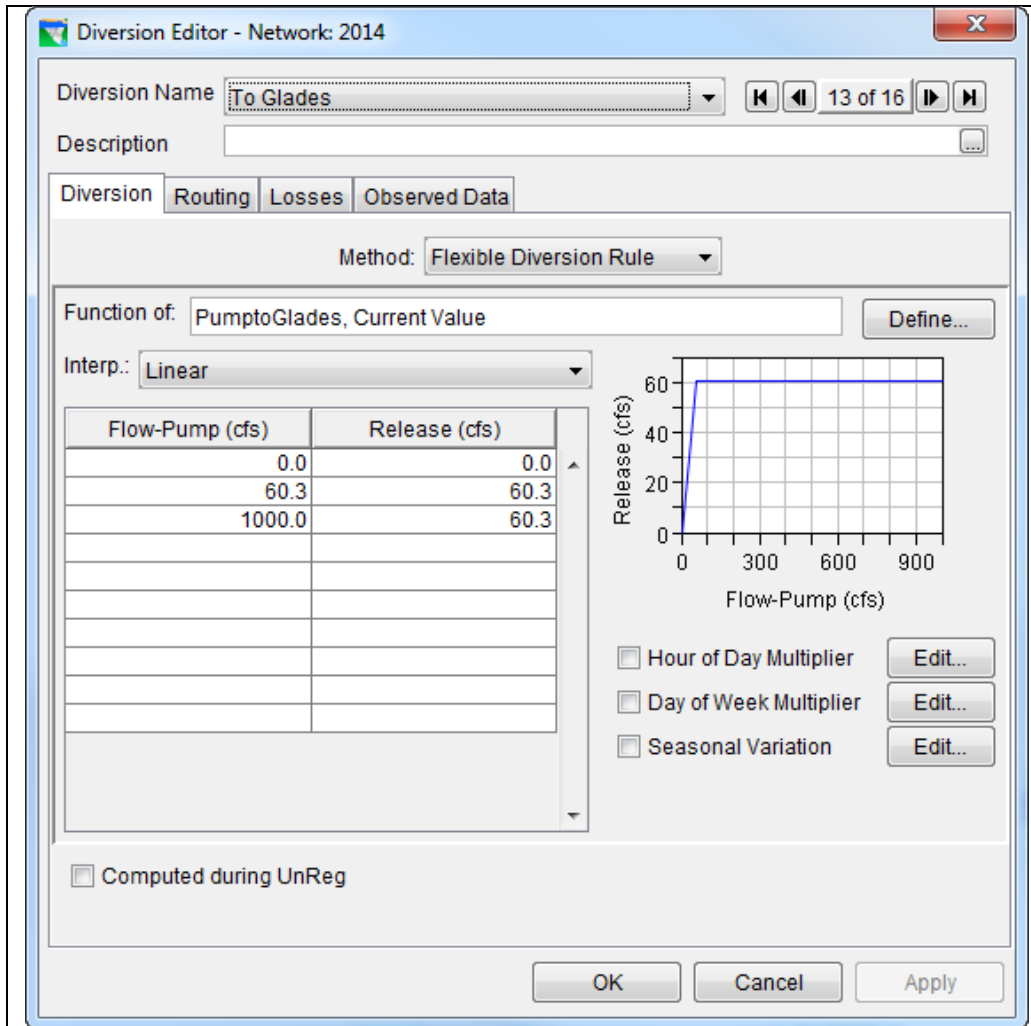 Diversion Editor - Network: 2014
Diversion Name To Glades 13 of 16
Description ...
Diversion Routing Losses Observed Data
Method: Flexible Diversion Rule
Function of: PumptoGlades, Current Value Define...
Interp.: Linear
Flow-Pump (cfs) Release (cfs)
0.0 0.0
60.3 60.3
1000.0 60.3
Release (cfs)
60
40
20
0
0 300 600 900
Flow-Pump (cfs)
Hour of Day Multiplier Edit...
Day of Week Multiplier Edit...
Seasonal Variation Edit...
Computed during UnReg
OK Cancel Apply